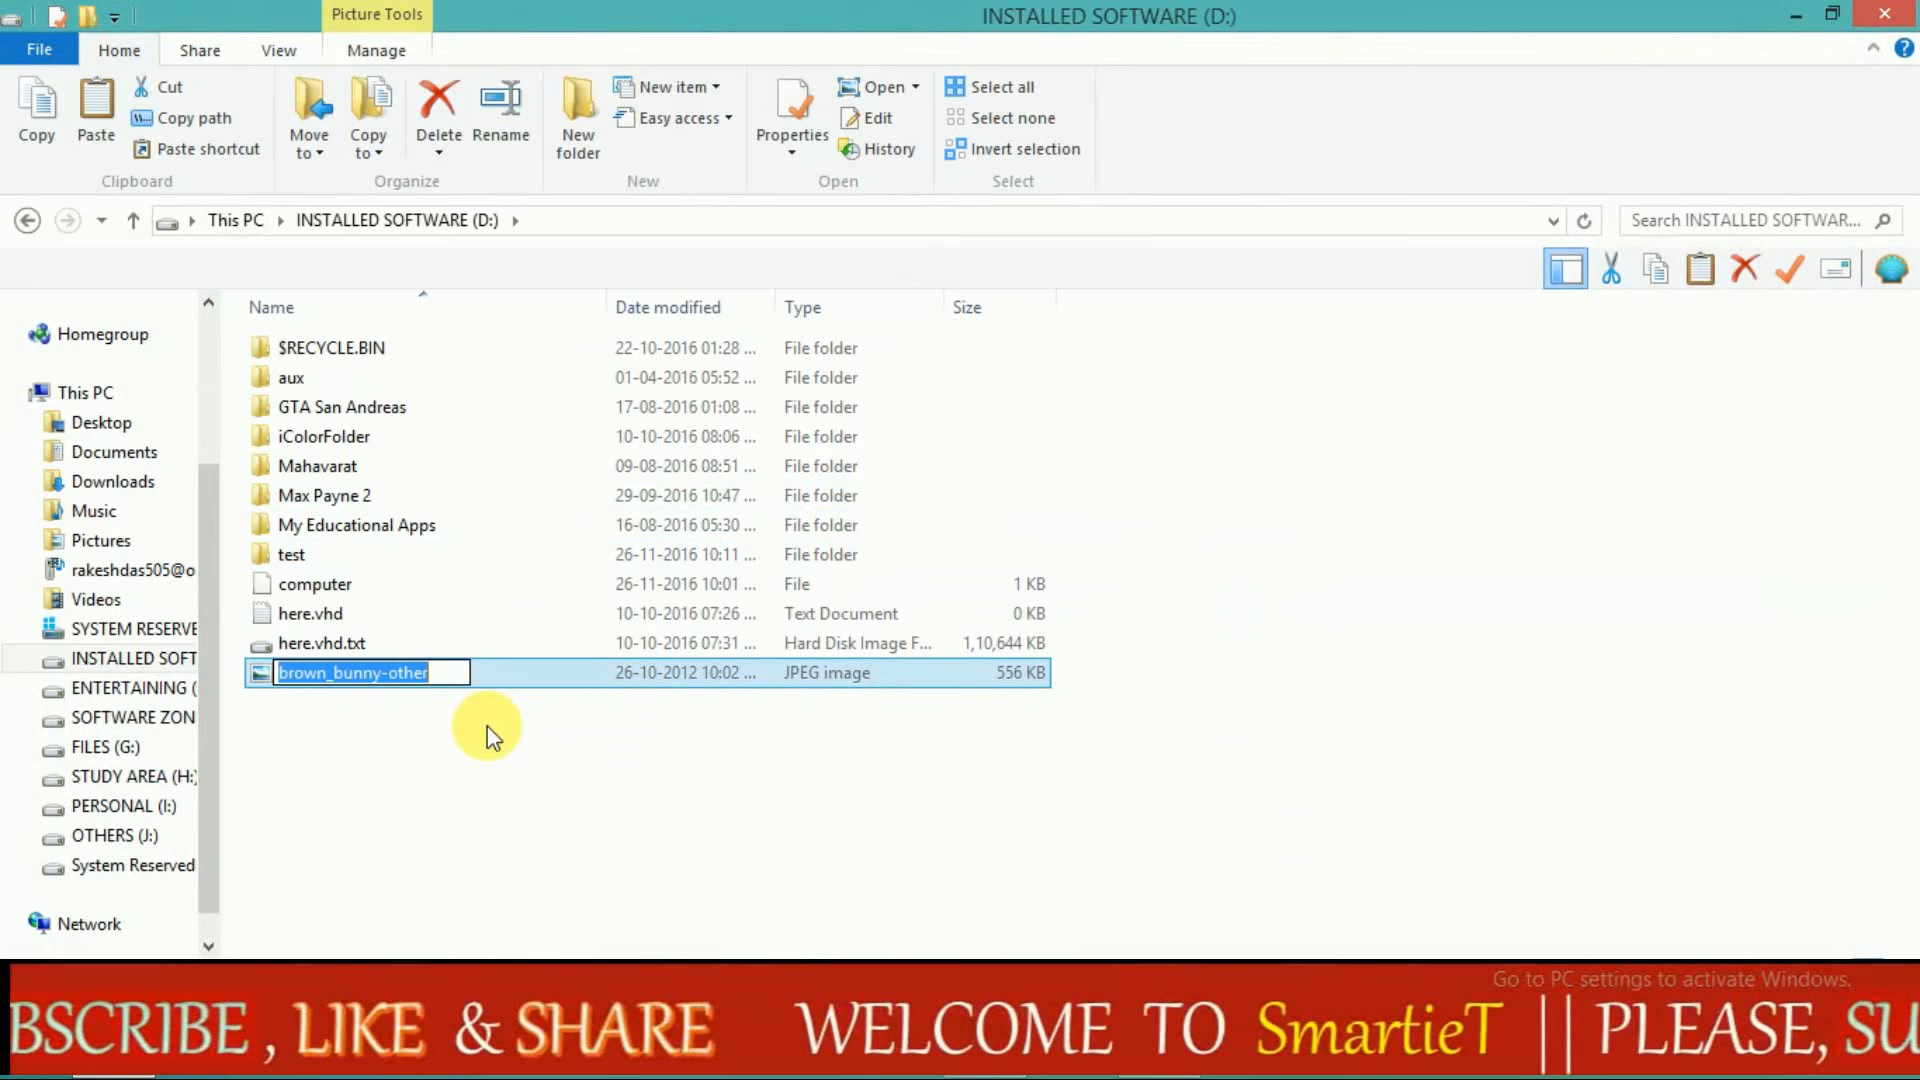 Picture Tools
INSTALLED SOFTWARE (D:)
File Home Share View Manage
Copy
Paste
Cut
Copy path
Paste shortcut
Clipboard
Move to
Copy to
Delete
Rename
Organize
New folder
New item
Easy access
New
Properties
Open
Edit
History
Open
Select all
Select none
Invert selection
Select
This PC INSTALLED SOFTWARE (D:)
Search INSTALLED SOFTWAR...
Homegroup
This PC
Desktop
Documents
Downloads
Music
Pictures
rakeshdas505@o
Videos
SYSTEM RESERVE
INSTALLED SOFT
ENTERTAINING (
SOFTWARE ZON
FILES (G:)
STUDY AREA (H:)
PERSONAL (I:)
OTHERS (J:)
System Reserved
Network
Name Date modified Type Size
$RECYCLE.BIN 22-10-2016 01:28 ... File folder
aux 01-04-2016 05:52 ... File folder
GTA San Andreas 17-08-2016 01:08 ... File folder
iColorFolder 10-10-2016 08:06 ... File folder
Mahavarat 09-08-2016 08:51 ... File folder
Max Payne 2 29-09-2016 10:47 ... File folder
My Educational Apps 16-08-2016 05:30 ... File folder
test 26-11-2016 10:11 ... File folder
computer 26-11-2016 10:01 ... File 1 KB
here.vhd 10-10-2016 07:26 ... Text Document 0 KB
here.vhd.txt 10-10-2016 07:31 ... Hard Disk Image F... 1,10,644 KB
brown_bunny-other 26-10-2012 10:02 ... JPEG image 556 KB
Go to PC settings to activate Windows.
BSCRIBE , LIKE & SHARE WELCOME TO SmartieT || PLEASE, SU